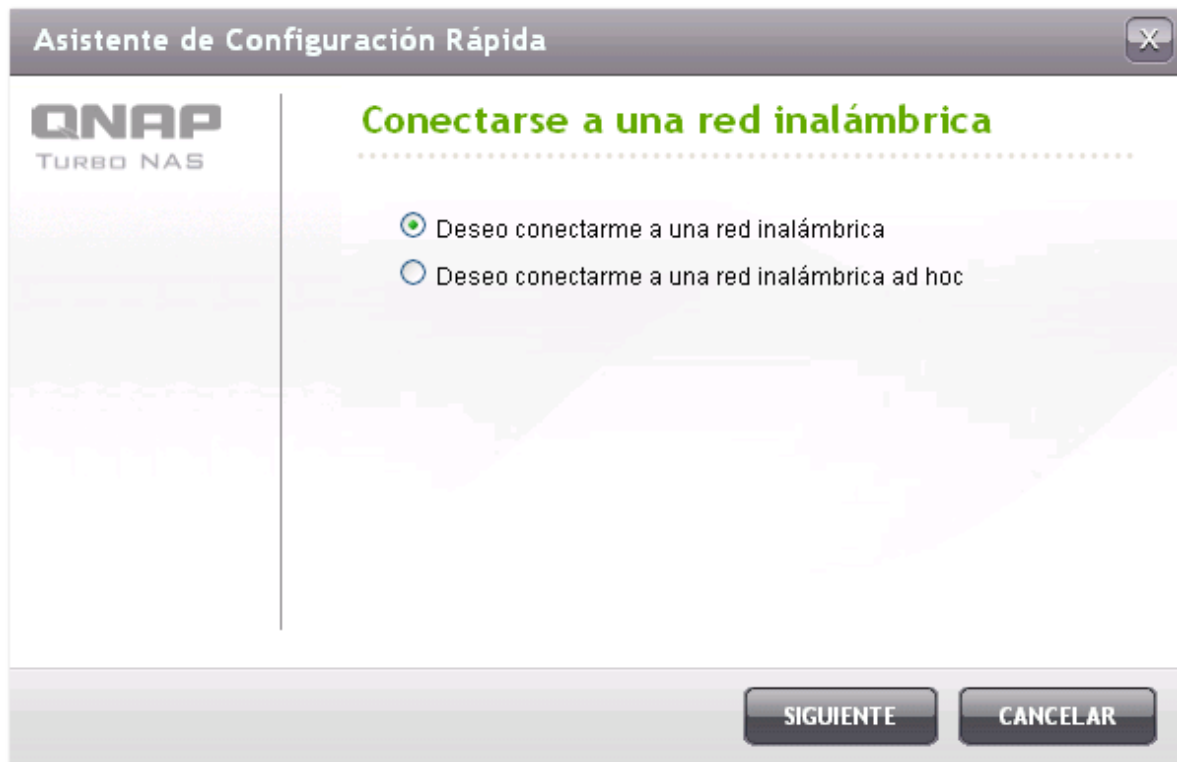 Asistente de Configuración Rápida
X
QNAP
TURBO NAS
Conectarse a una red inalámbrica
Deseo conectarme a una red inalámbrica
Deseo conectarme a una red inalámbrica ad hoc
SIGUIENTE
CANCELAR